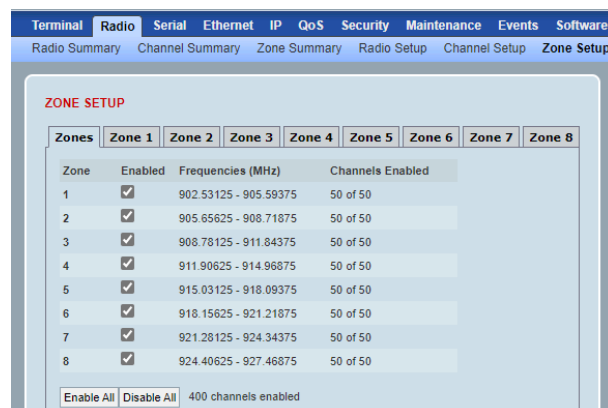 Terminal Radio Serial Ethernet IP QoS Security Maintenance Events Software
Radio Summary Channel Summary Zone Summary Radio Setup Channel Setup Zone Setup
ZONE SETUP
Zones Zone 1 Zone 2 Zone 3 Zone 4 Zone 5 Zone 6 Zone 7 Zone 8
Zone Enabled Frequencies (MHz) Channels Enabled
1 902.53125 - 905.59375 50 of 50
2 905.65625 - 908.71875 50 of 50
3 908.78125 - 911.84375 50 of 50
4 911.90625 - 914.96875 50 of 50
5 915.03125 - 918.09375 50 of 50
6 918.15625 - 921.21875 50 of 50
7 921.28125 - 924.34375 50 of 50
8 924.40625 - 927.46875 50 of 50
Enable All Disable All 400 channels enabled